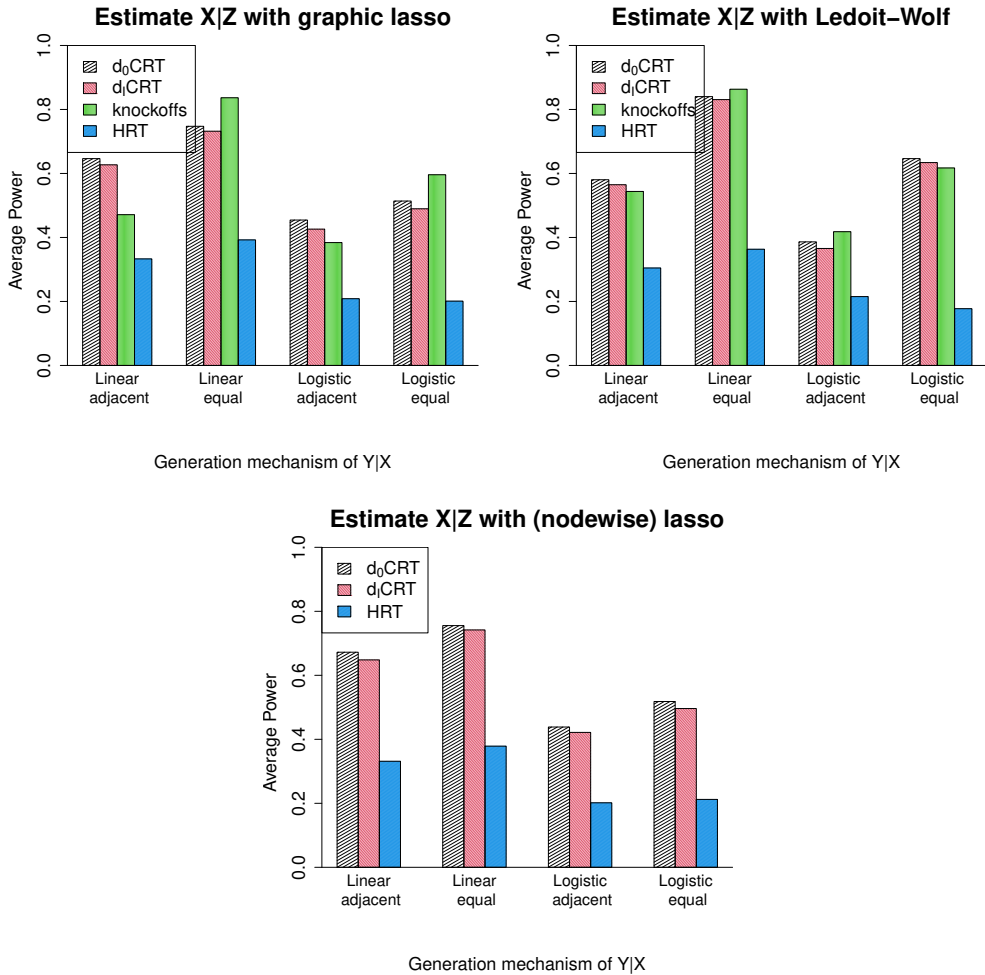 Estimate X|Z with graphic lasso
Average Power
0.0
0.2
0.4
0.6
0.8
1.0
d₀CRT
dₗCRT
knockoffs
HRT
Linear
adjacent
Linear
equal
Logistic
adjacent
Logistic
equal
Generation mechanism of Y|X
Estimate X|Z with Ledoit−Wolf
Average Power
0.0
0.2
0.4
0.6
0.8
1.0
d₀CRT
dₗCRT
knockoffs
HRT
Linear
adjacent
Linear
equal
Logistic
adjacent
Logistic
equal
Generation mechanism of Y|X
Estimate X|Z with (nodewise) lasso
Average Power
0.0
0.2
0.4
0.6
0.8
1.0
d₀CRT
dₗCRT
HRT
Linear
adjacent
Linear
equal
Logistic
adjacent
Logistic
equal
Generation mechanism of Y|X